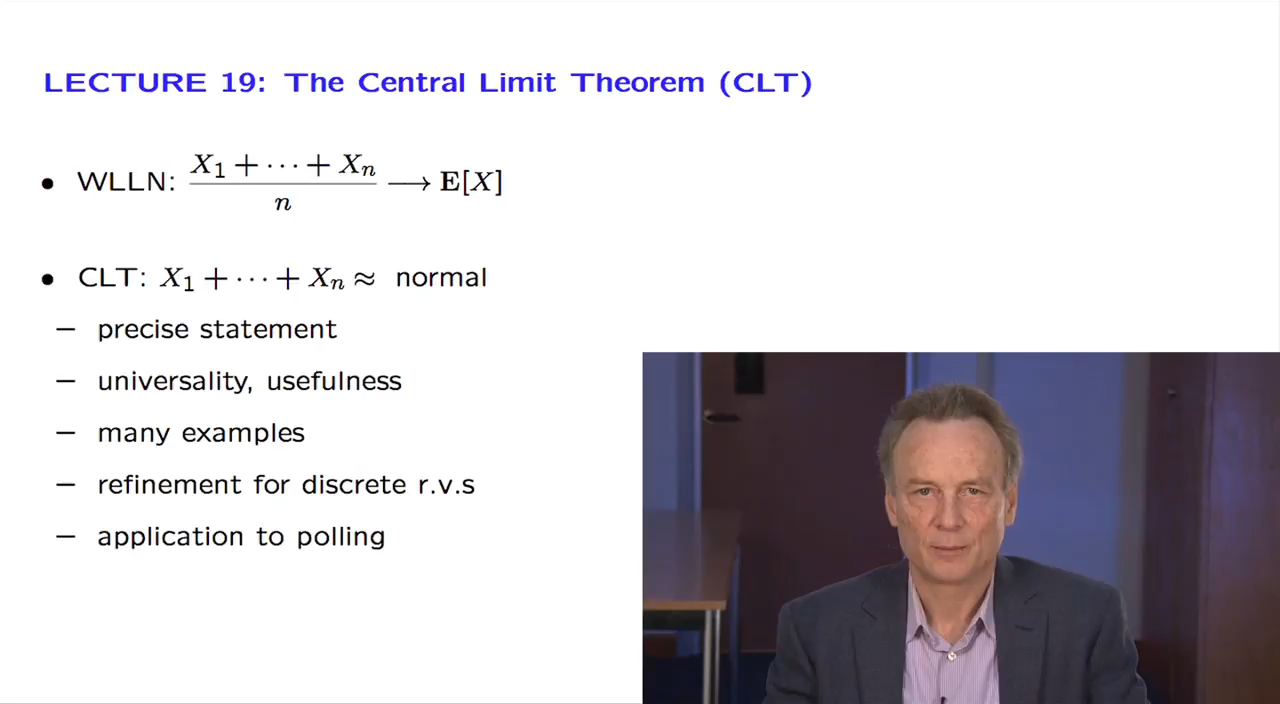 LECTURE 19: The Central Limit Theorem (CLT)
• WLLN: (X₁ + ⋯ + Xₙ)/n ⟶ E[X]
• CLT: X₁ + ⋯ + Xₙ ≈ normal
– precise statement
– universality, usefulness
– many examples
– refinement for discrete r.v.s
– application to polling